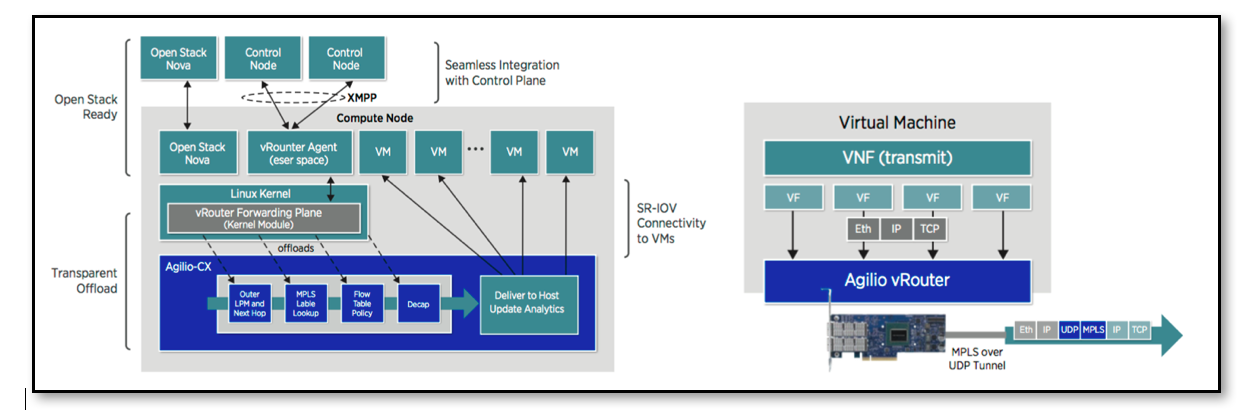 Open Stack
Nova
Control
Node
Control
Node
Seamless Integration
with Control Plane
XMPP
Open Stack
Ready
Compute Node
Open Stack
Nova
vRounter Agent
(eser space)
VM
VM
•••
VM
VM
Linux Kernel
vRouter Forwarding Plane
(Kernel Module)
offloads
SR-IOV
Connectivity
to VMs
Transparent
Offload
Agilio-CX
Outer
LPM and
Next Hop
MPLS
Lable
Lookup
Flow
Table
Policy
Decap
Deliver to Host
Update Analytics
Virtual Machine
VNF (transmit)
VF
VF
VF
VF
Eth
IP
TCP
Agilio vRouter
MPLS over
UDP Tunnel
Eth
IP
UDP
MPLS
IP
TCP